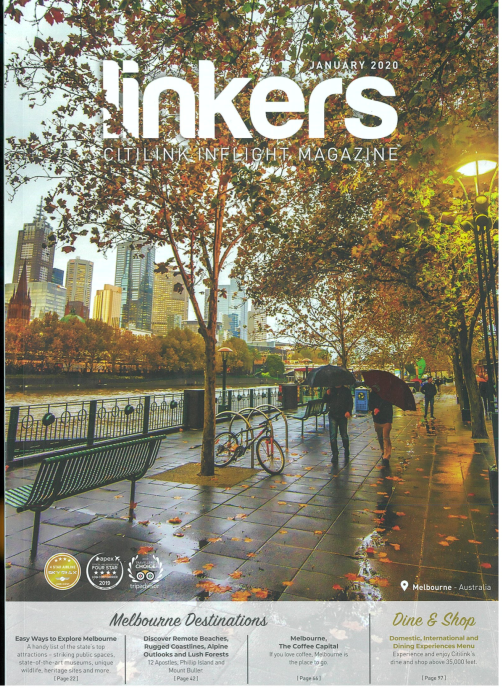 JANUARY 2020
linkers
CITILINK INFLIGHT MAGAZINE
apex
FOUR STAR
2019
CHOICE
tripadvisor
Melbourne - Australia
Melbourne Destinations
Easy Ways to Explore Melbourne
A handy list of the state's top
attractions - striking public spaces,
state-of-the-art museums, unique
wildlife, heritage sites and more.
[ Page 22 ]
Discover Remote Beaches,
Rugged Coastlines, Alpine
Outlooks and Lush Forests
12 Apostles, Phillip Island and
Mount Buller
[ Page 42 ]
Melbourne,
The Coffee Capital
If you love coffee, Melbourne is
the place to go.
Dine & Shop
Domestic, International and
Dining Experiences Menu
Experience and enjoy Citilink's
dine and shop above 35,000 feet.
[ Page 97 ]